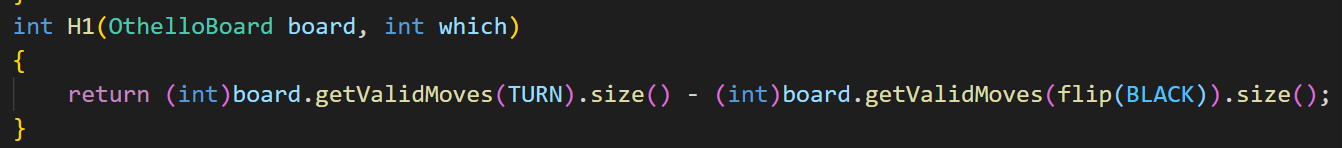 int H1(OthelloBoard board, int which)
{
return (int)board.getValidMoves(TURN).size() - (int)board.getValidMoves(flip(BLACK)).size();
}